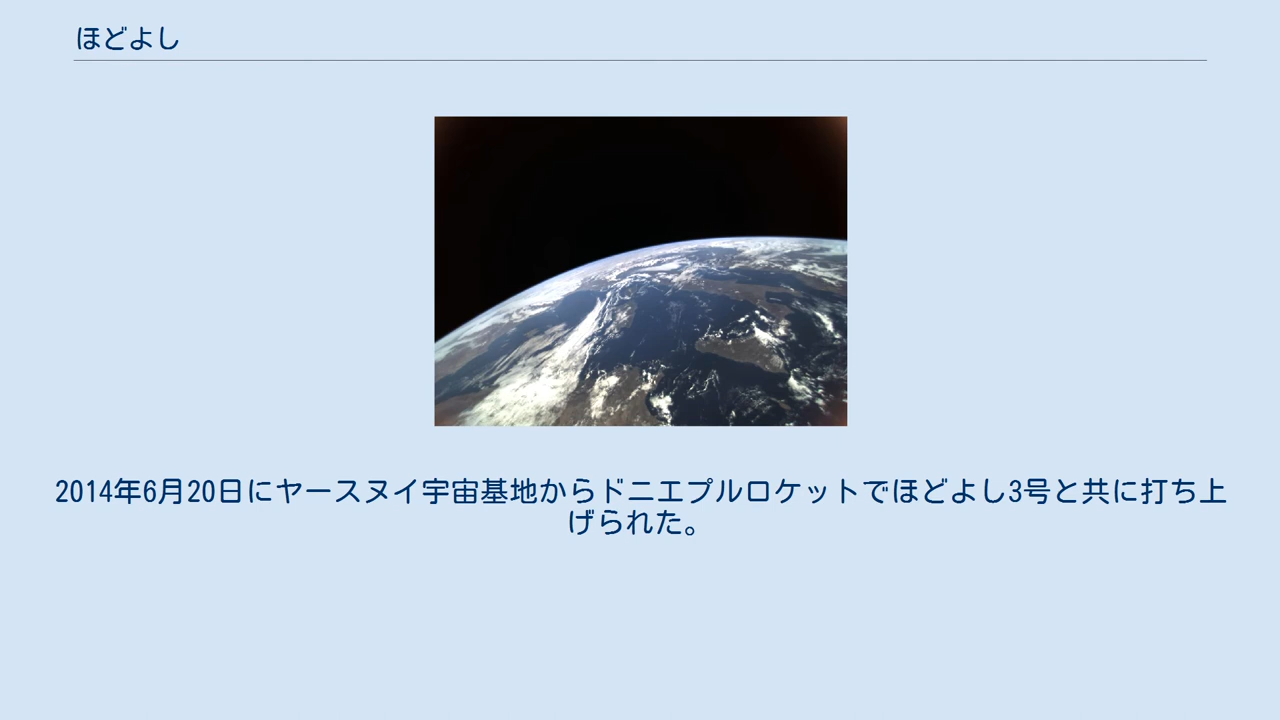 ほどよし
2014年6月20日にヤースヌイ宇宙基地からドニエプルロケットでほどよし3号と共に打ち上
げられた。